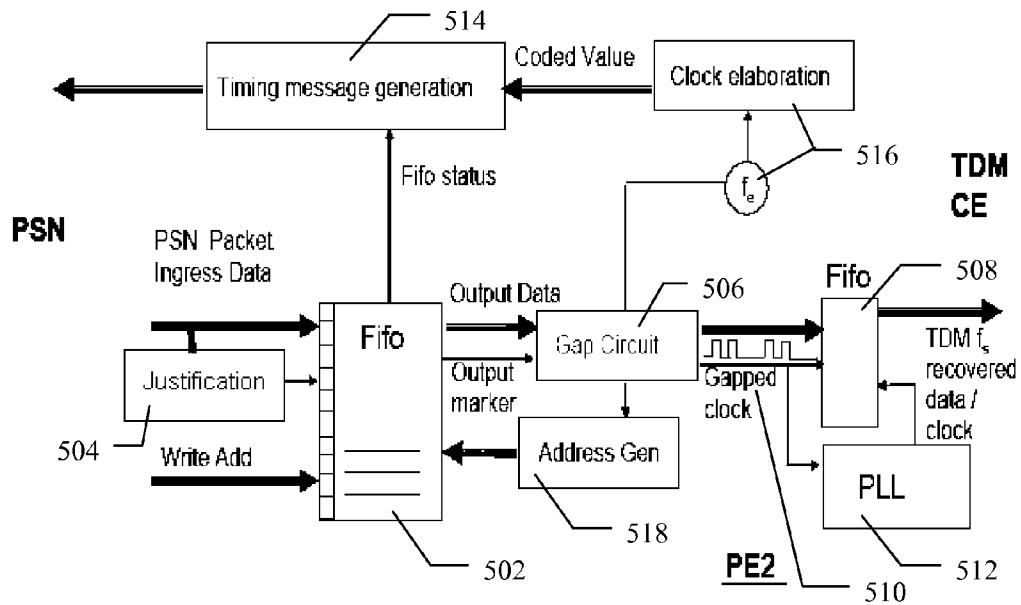 514
Timing message generation
Coded Value
Clock elaboration
516
f_e
TDM
CE
Fifo status
PSN
PSN Packet
Ingress Data
Fifo
508
Output Data
506
Fifo
Gap Circuit
Justification
Output
marker
Gapped
clock
TDM f_s
recovered
data /
clock
504
Write Add
Address Gen
PLL
518
502
PE2
510
512